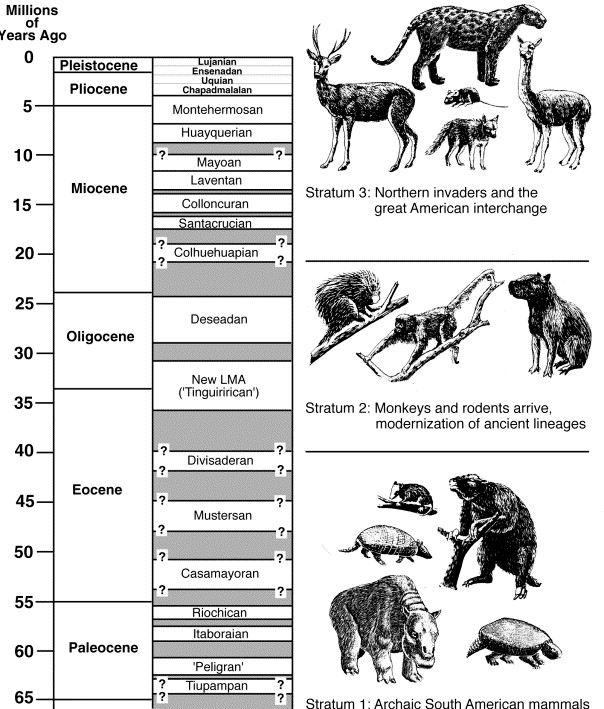 Millions
of
Years Ago
0
5
10
15
20
25
30
35
40
45
50
55
60
65
Pleistocene
Pliocene
Miocene
Oligocene
Eocene
Paleocene
Lujanian
Ensenadan
Uquian
Chapadmalalan
Montehermosan
Huayquerian
? ?
Mayoan
Laventan
Colloncuran
Santacrucian
? ?
Colhuehuapian
? ?
Deseadan
New LMA
('Tinguirirican')
? ?
Divisaderan
? ?
Mustersan
? ?
Casamayoran
? ?
Riochican
Itaboraian
'Peligran'
? ?
Tiupampan
? ?
Stratum 3: Northern invaders and the
great American interchange
Stratum 2: Monkeys and rodents arrive,
modernization of ancient lineages
Stratum 1: Archaic South American mammals